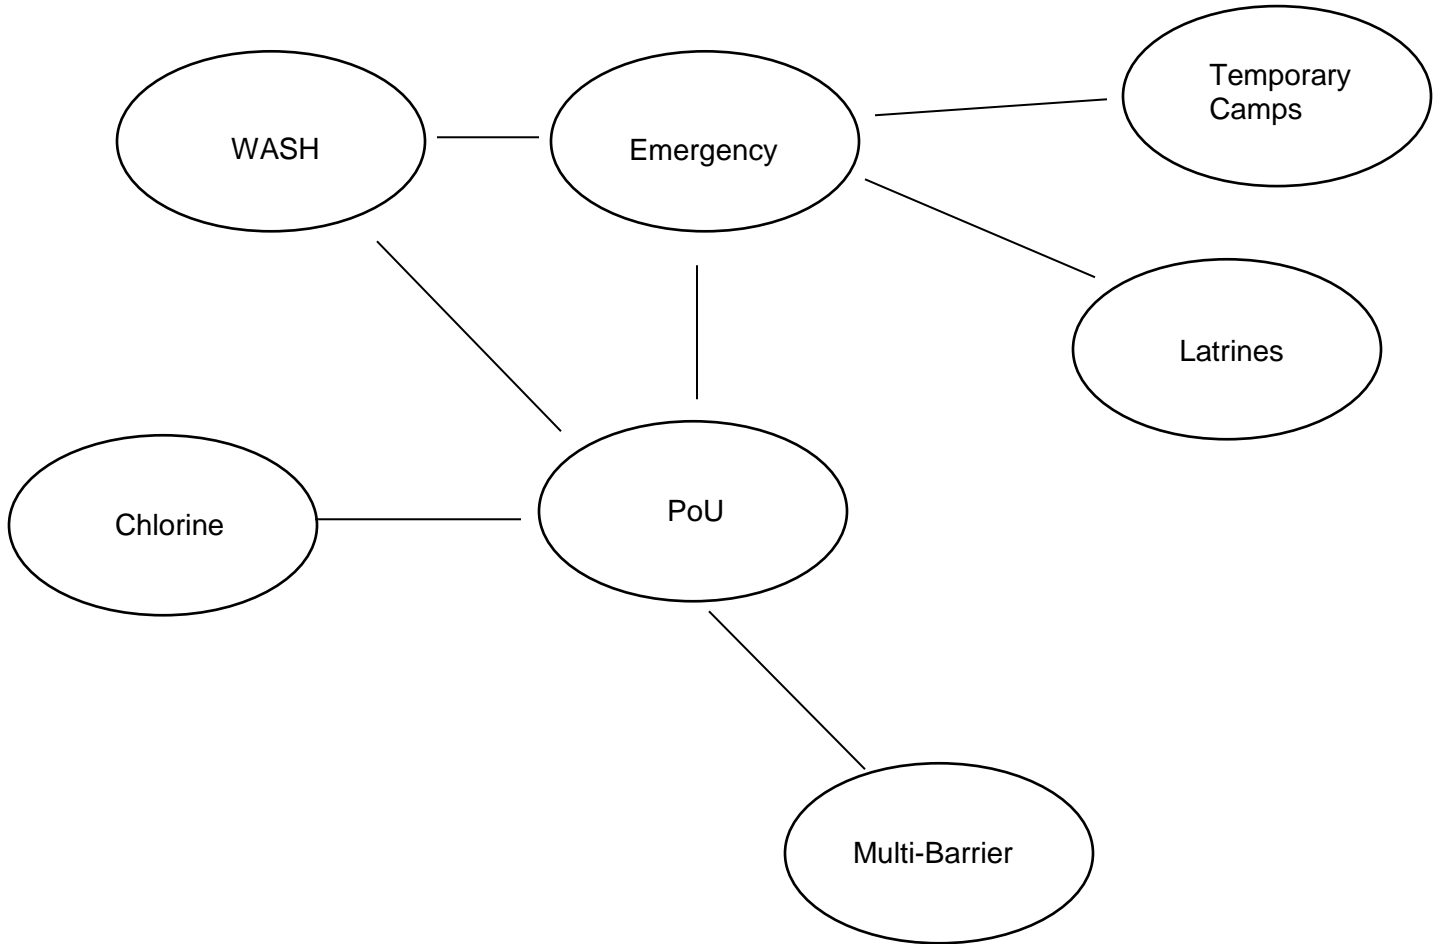 Temporary
Camps
WASH
Emergency
Latrines
Chlorine
PoU
Multi-Barrier